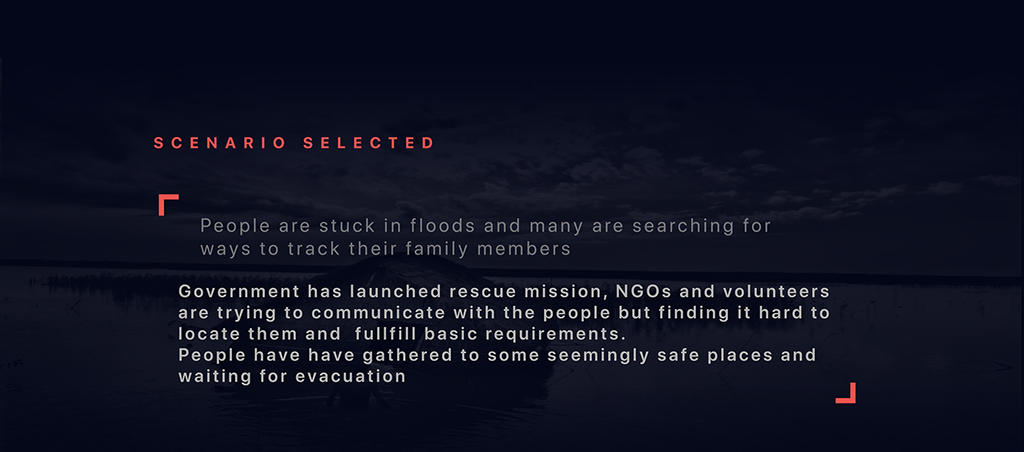 SCENARIO SELECTED
People are stuck in floods and many are searching for
ways to track their family members
Government has launched rescue mission, NGOs and volunteers
are trying to communicate with the people but finding it hard to
locate them and  fullfill basic requirements.
People have have gathered to some seemingly safe places and
waiting for evacuation